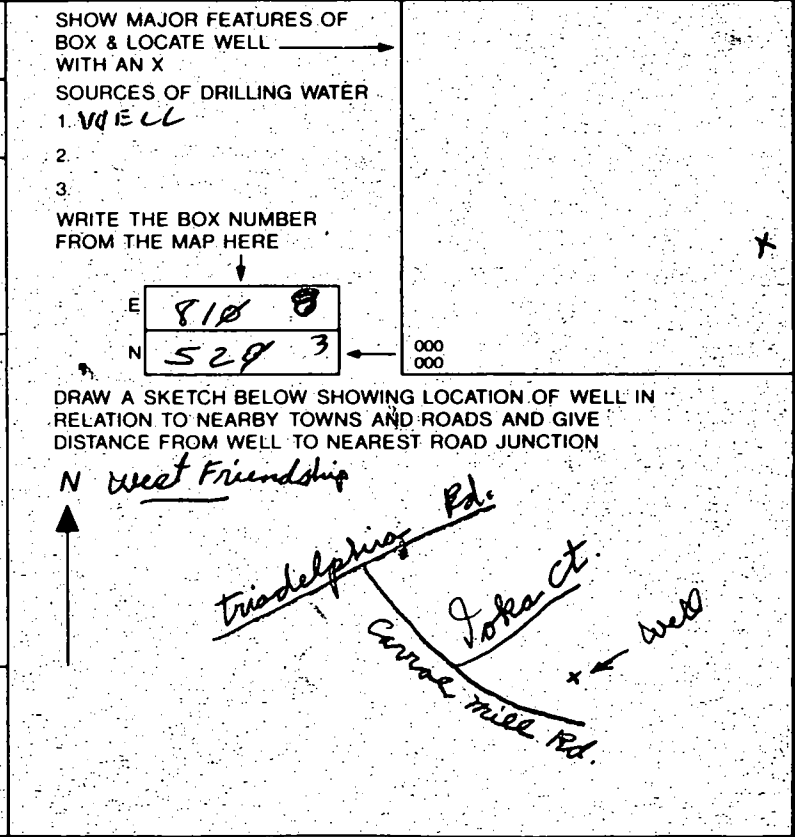 SHOW MAJOR FEATURES OF
BOX & LOCATE WELL
WITH AN X
SOURCES OF DRILLING WATER
1. WELL
2.
3.
WRITE THE BOX NUMBER
FROM THE MAP HERE
E 810 8
N 520 3
000
000
X
DRAW A SKETCH BELOW SHOWING LOCATION OF WELL IN
RELATION TO NEARBY TOWNS AND ROADS AND GIVE
DISTANCE FROM WELL TO NEAREST ROAD JUNCTION
N West Friendship
triadelphia Rd.
Ioka Ct.
Carroll Mill Rd.
x well